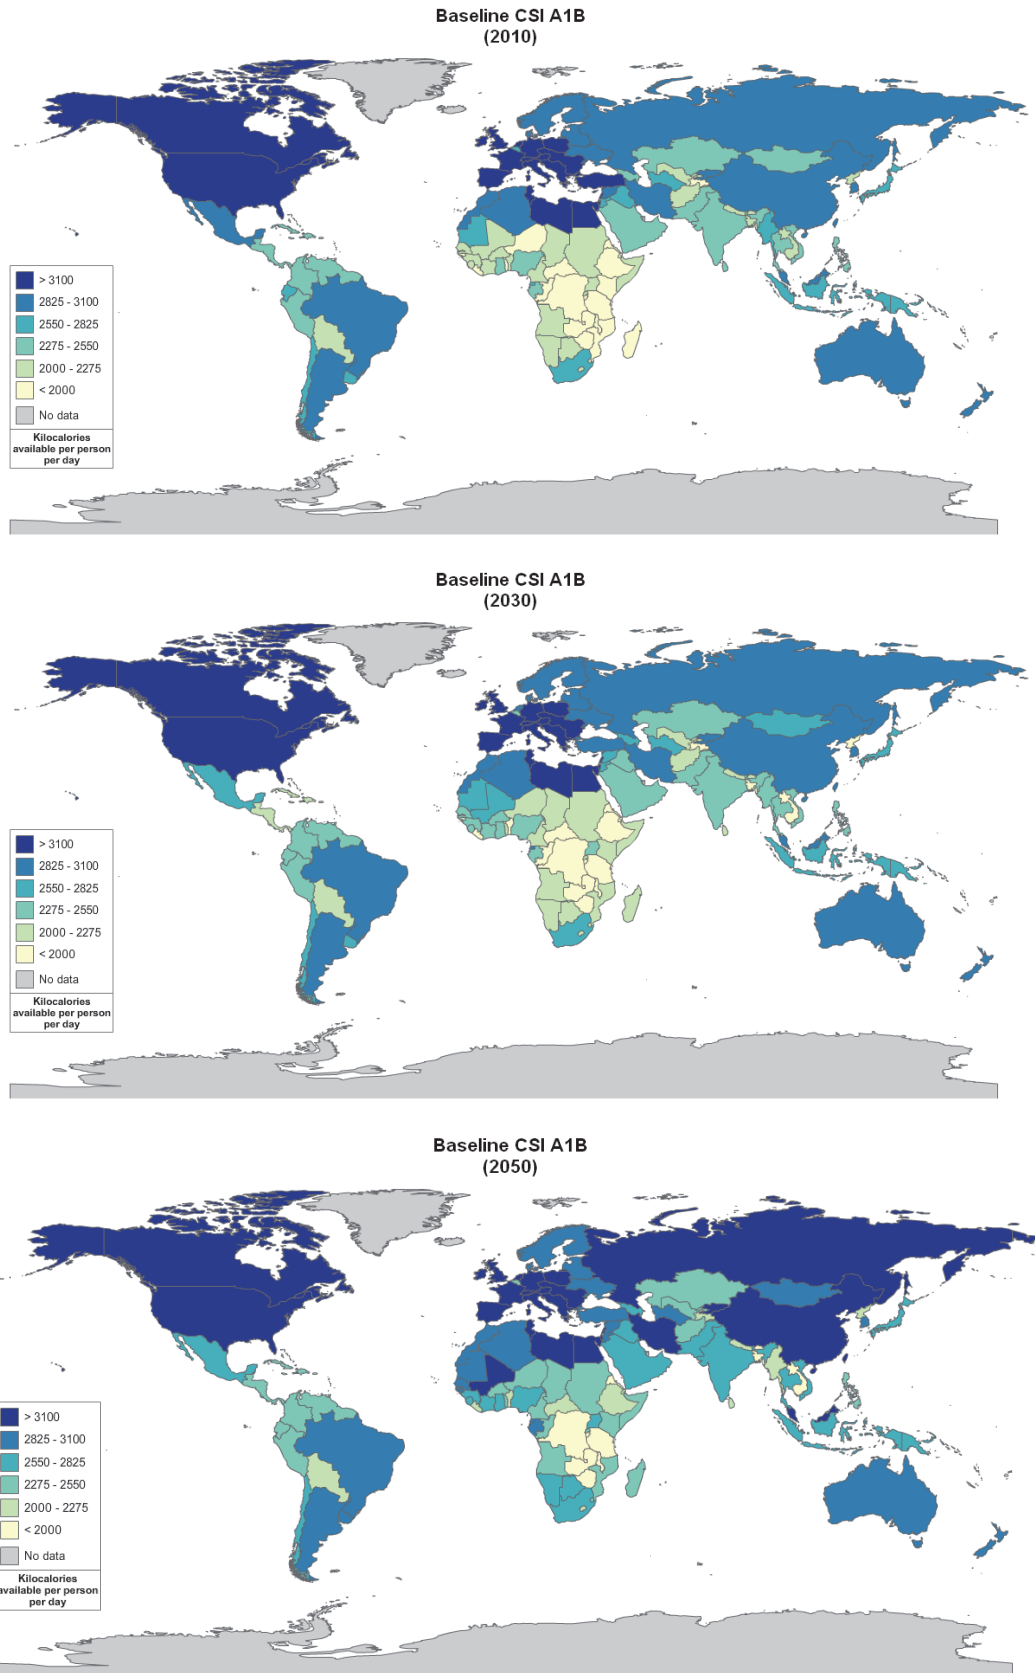 Baseline CSI A1B
(2010)
> 3100
2825 - 3100
2550 - 2825
2275 - 2550
2000 - 2275
< 2000
No data
Kilocalories
available per person
per day
Baseline CSI A1B
(2030)
> 3100
2825 - 3100
2550 - 2825
2275 - 2550
2000 - 2275
< 2000
No data
Kilocalories
available per person
per day
Baseline CSI A1B
(2050)
> 3100
2825 - 3100
2550 - 2825
2275 - 2550
2000 - 2275
< 2000
No data
Kilocalories
available per person
per day